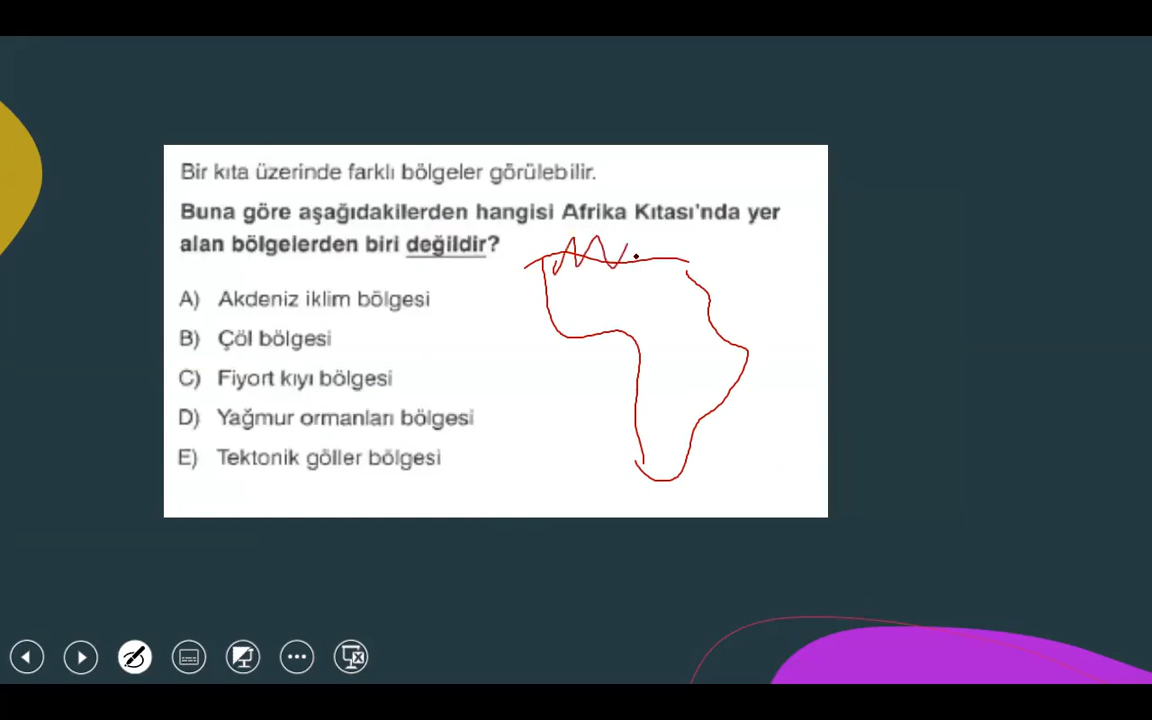 Bir kıta üzerinde farklı bölgeler görülebilir.
Buna göre aşağıdakilerden hangisi Afrika Kıtası'nda yer
alan bölgelerden biri değildir?
A) Akdeniz iklim bölgesi
B) Çöl bölgesi
C) Fiyort kıyı bölgesi
D) Yağmur ormanları bölgesi
E) Tektonik göller bölgesi